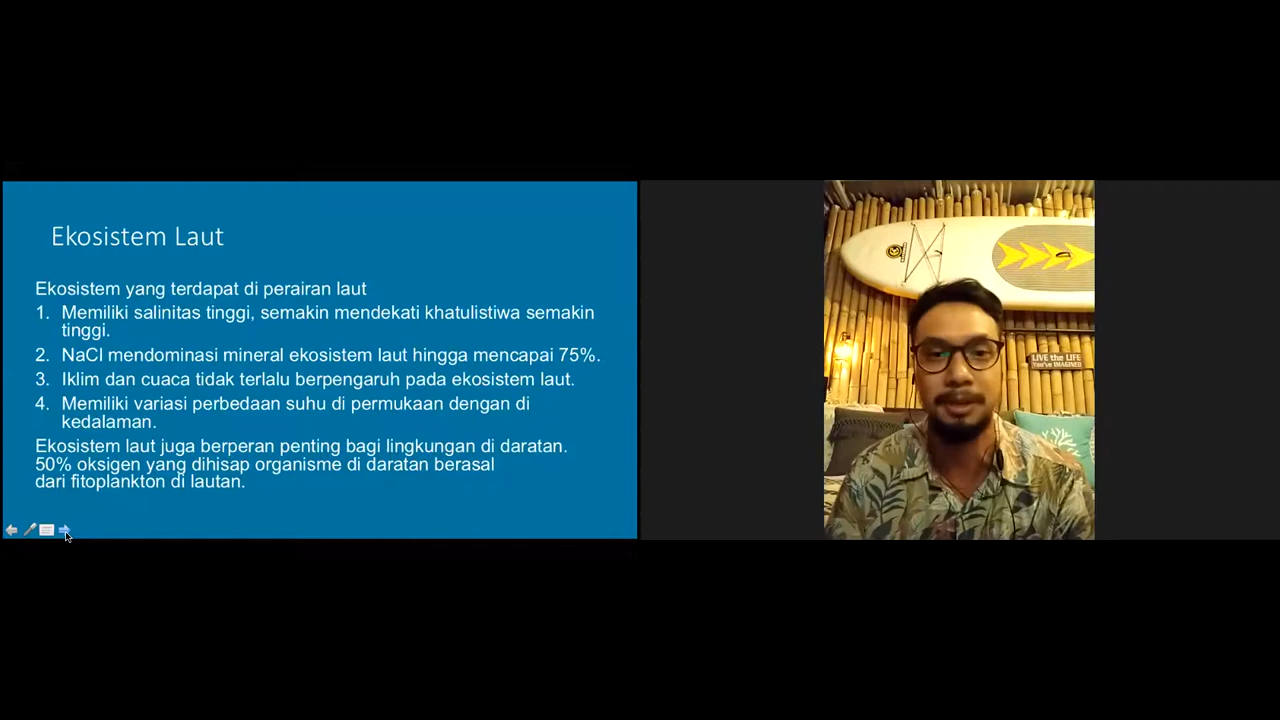 Ekosistem Laut
Ekosistem yang terdapat di perairan laut
1. Memiliki salinitas tinggi, semakin mendekati khatulistiwa semakin
tinggi.
2. NaCl mendominasi mineral ekosistem laut hingga mencapai 75%.
3. Iklim dan cuaca tidak terlalu berpengaruh pada ekosistem laut.
4. Memiliki variasi perbedaan suhu di permukaan dengan di
kedalaman.
Ekosistem laut juga berperan penting bagi lingkungan di daratan.
50% oksigen yang dihisap organisme di daratan berasal
dari fitoplankton di lautan.
LIVE the LIFE
You've IMAGINED